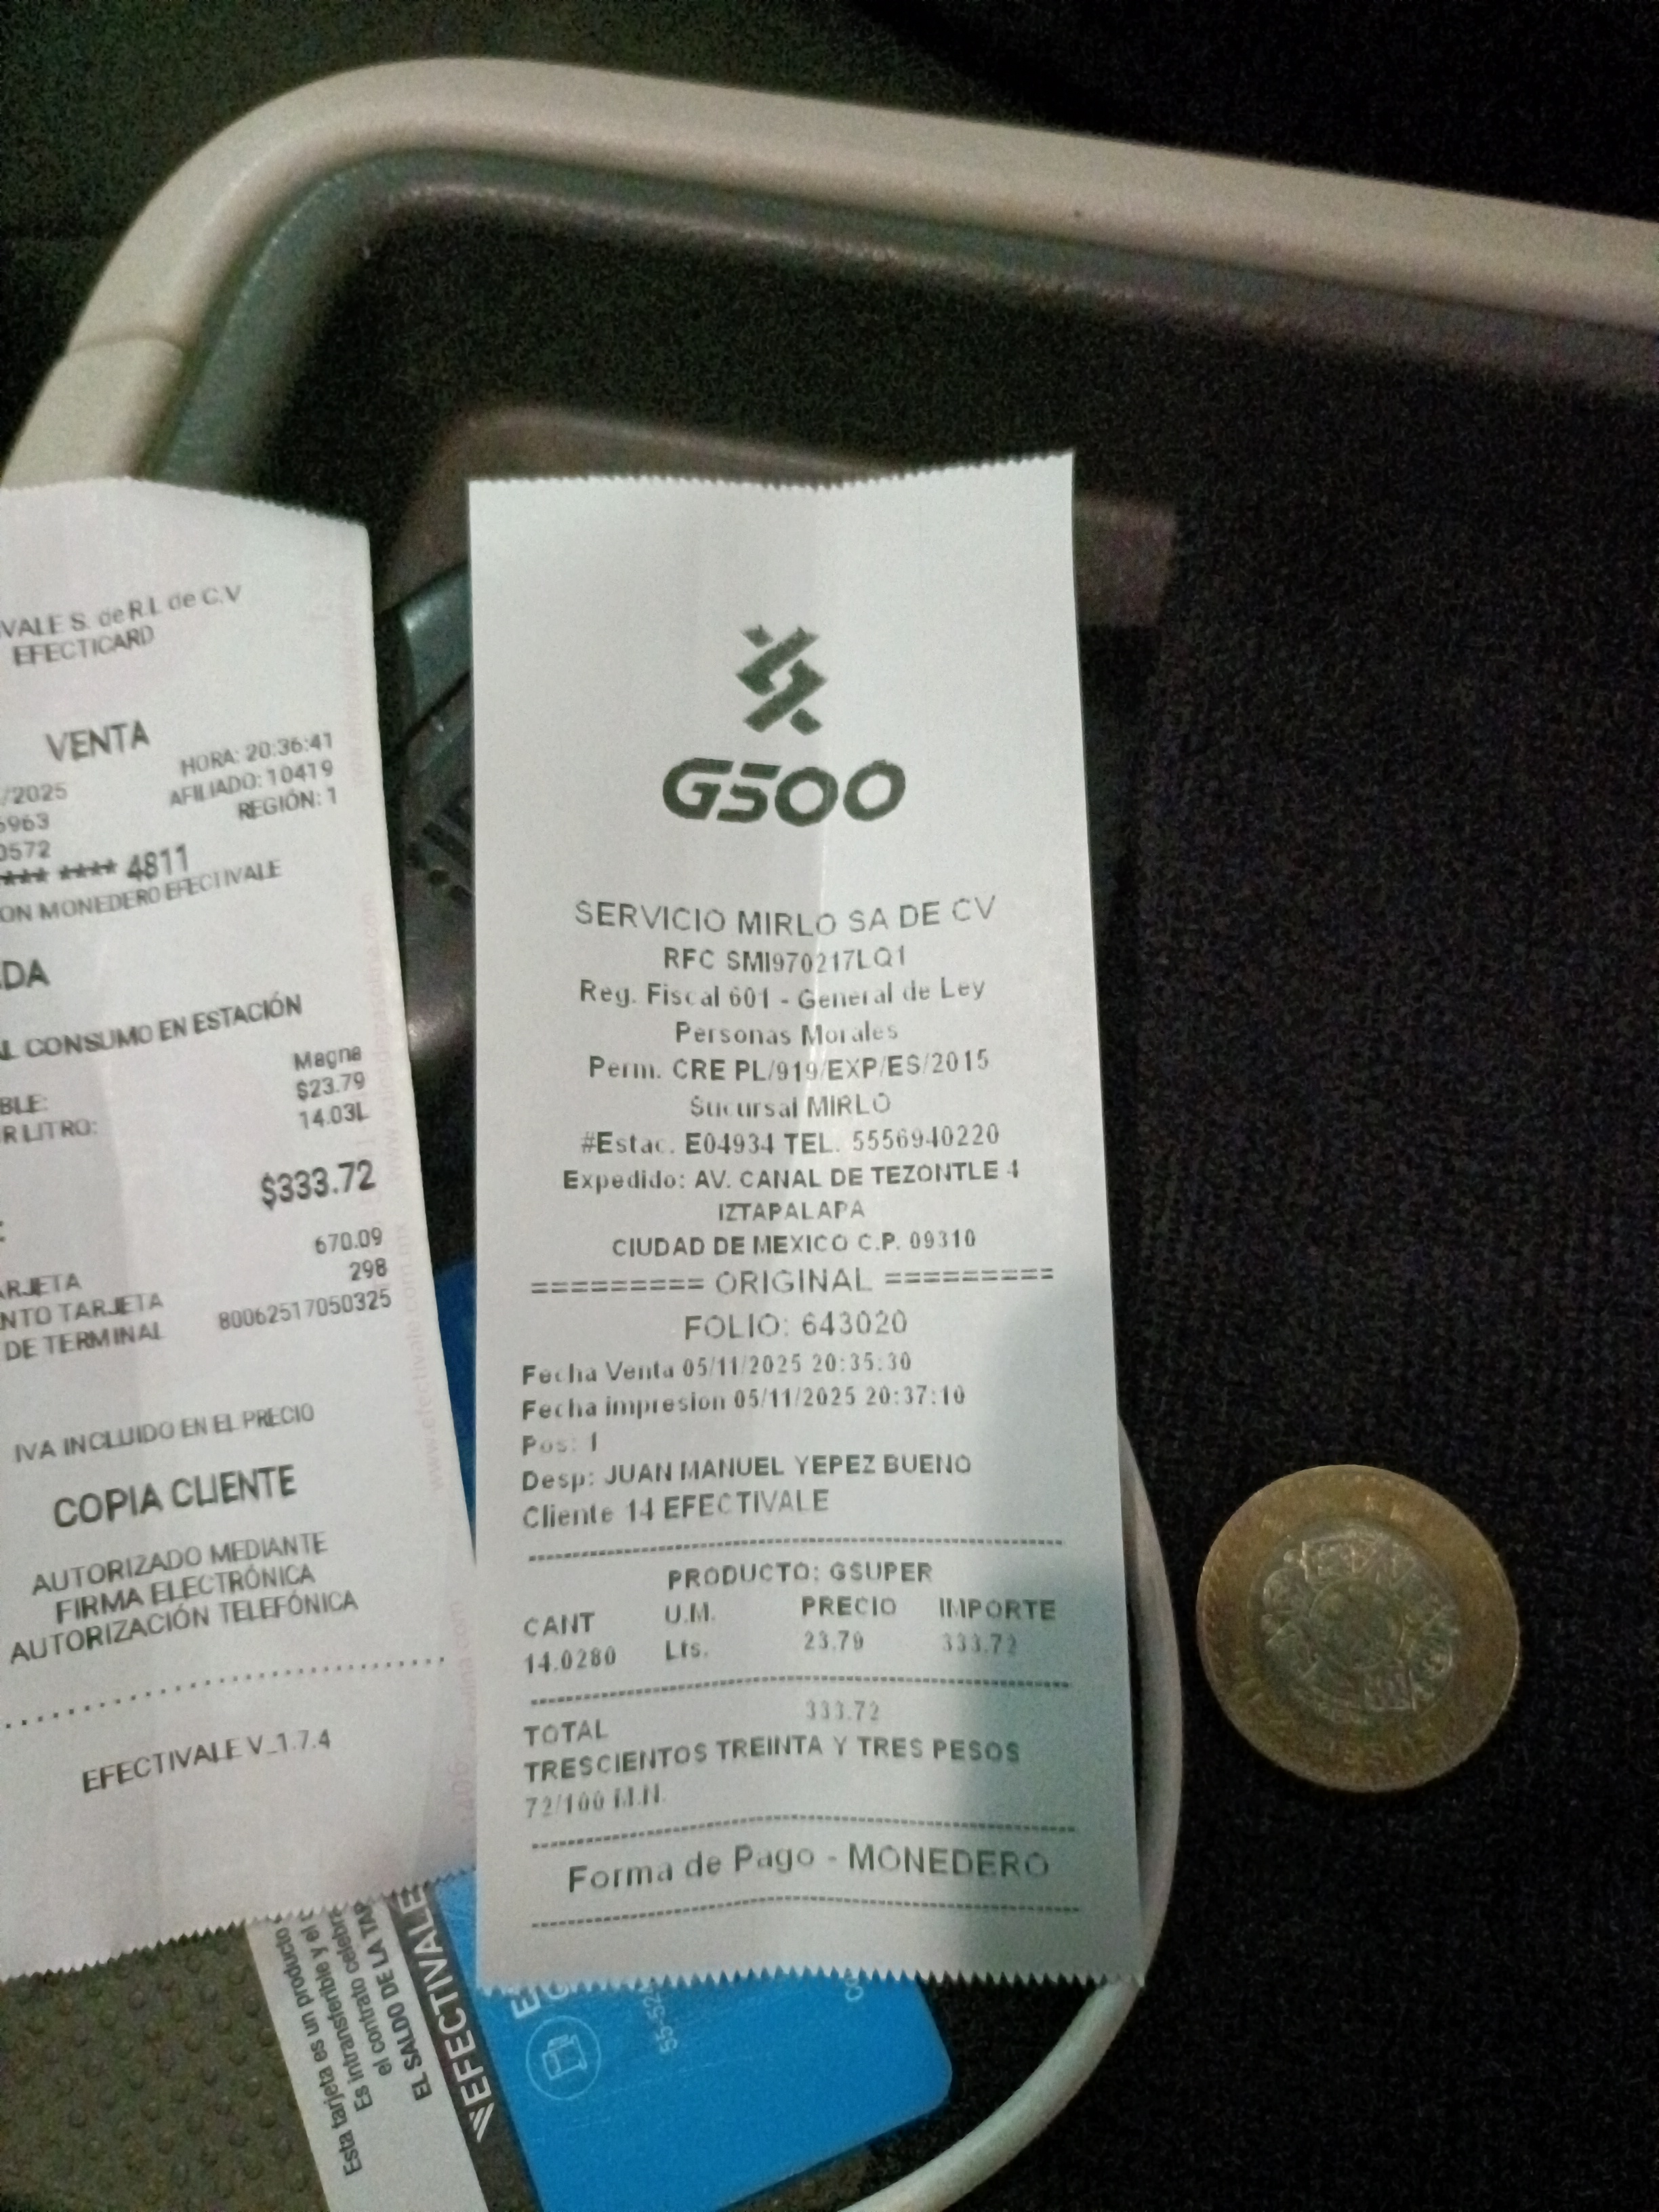 VALE S. de R.L de C.V
EFECTICARD
VENTA
HORA: 20:36:41
/2025
AFILIADO: 10419
5963
REGIÓN: 1
0572
**** **** 4811
ON MONEDERO EFECTIVALE
DA
AL CONSUMO EN ESTACIÓN
Magna
BLE: $23.79
R LITRO: 14.03L
$333.72
670.09
ARJETA 298
NTO TARJETA 80062517050325
DE TERMINAL
IVA INCLUIDO EN EL PRECIO
COPIA CLIENTE
AUTORIZADO MEDIANTE
FIRMA ELECTRÓNICA
AUTORIZACIÓN TELEFÓNICA
EFECTIVALE V_1.7.4
G500
SERVICIO MIRLO SA DE CV
RFC SMI970217LQ1
Reg. Fiscal 601 - General de Ley
Personas Morales
Perm. CRE PL/919/EXP/ES/2015
Sucursal MIRLO
#Estac. E04934 TEL. 5556940220
Expedido: AV. CANAL DE TEZONTLE 4
IZTAPALAPA
CIUDAD DE MEXICO C.P. 09310
========= ORIGINAL =========
FOLIO: 643020
Fecha Venta 05/11/2025 20:35:30
Fecha impresion 05/11/2025 20:37:10
Pos: 1
Desp: JUAN MANUEL YEPEZ BUENO
Cliente 14 EFECTIVALE
PRODUCTO: GSUPER
CANT U.M. PRECIO IMPORTE
14.0280 Lts. 23.79 333.72
TOTAL 333.72
TRESCIENTOS TREINTA Y TRES PESOS
72/100 M.N.
Forma de Pago - MONEDERO
Esta tarjeta es un producto
Es intransferible y el
el contrato celebr
EL SALDO DE LA TAR
EFECTIVALE